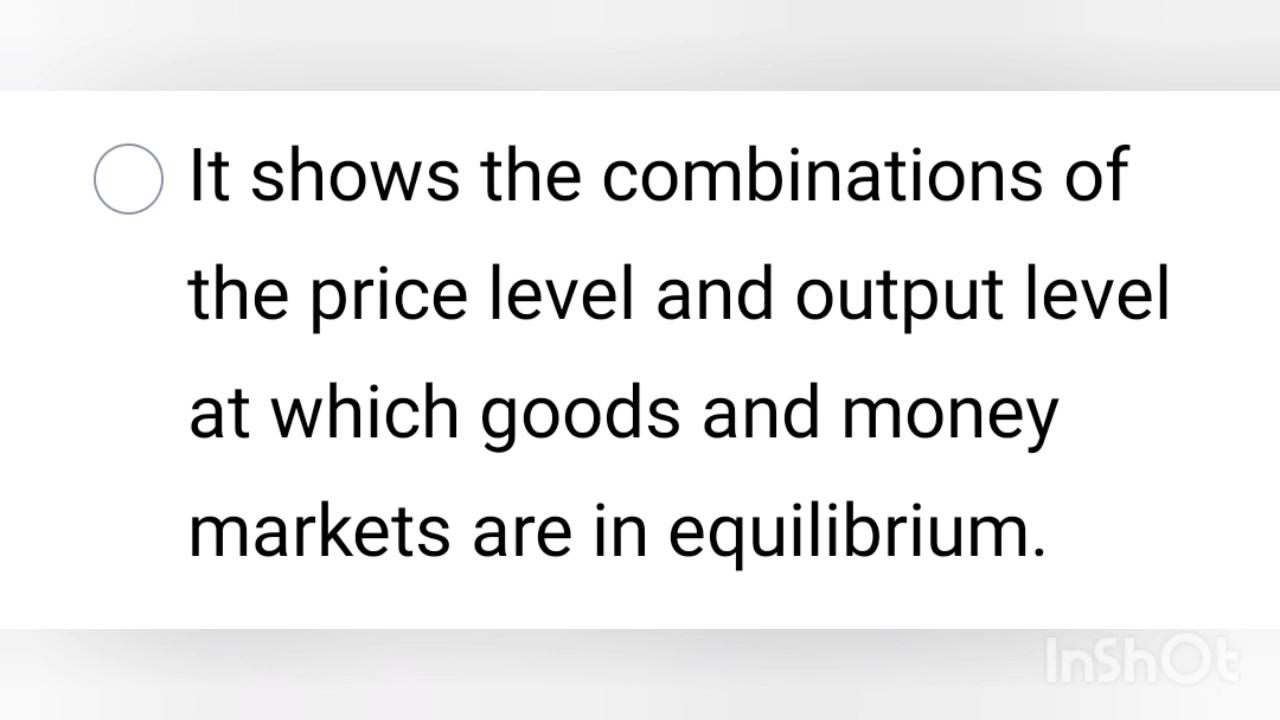 It shows the combinations of
the price level and output level
at which goods and money
markets are in equilibrium.
InShOt